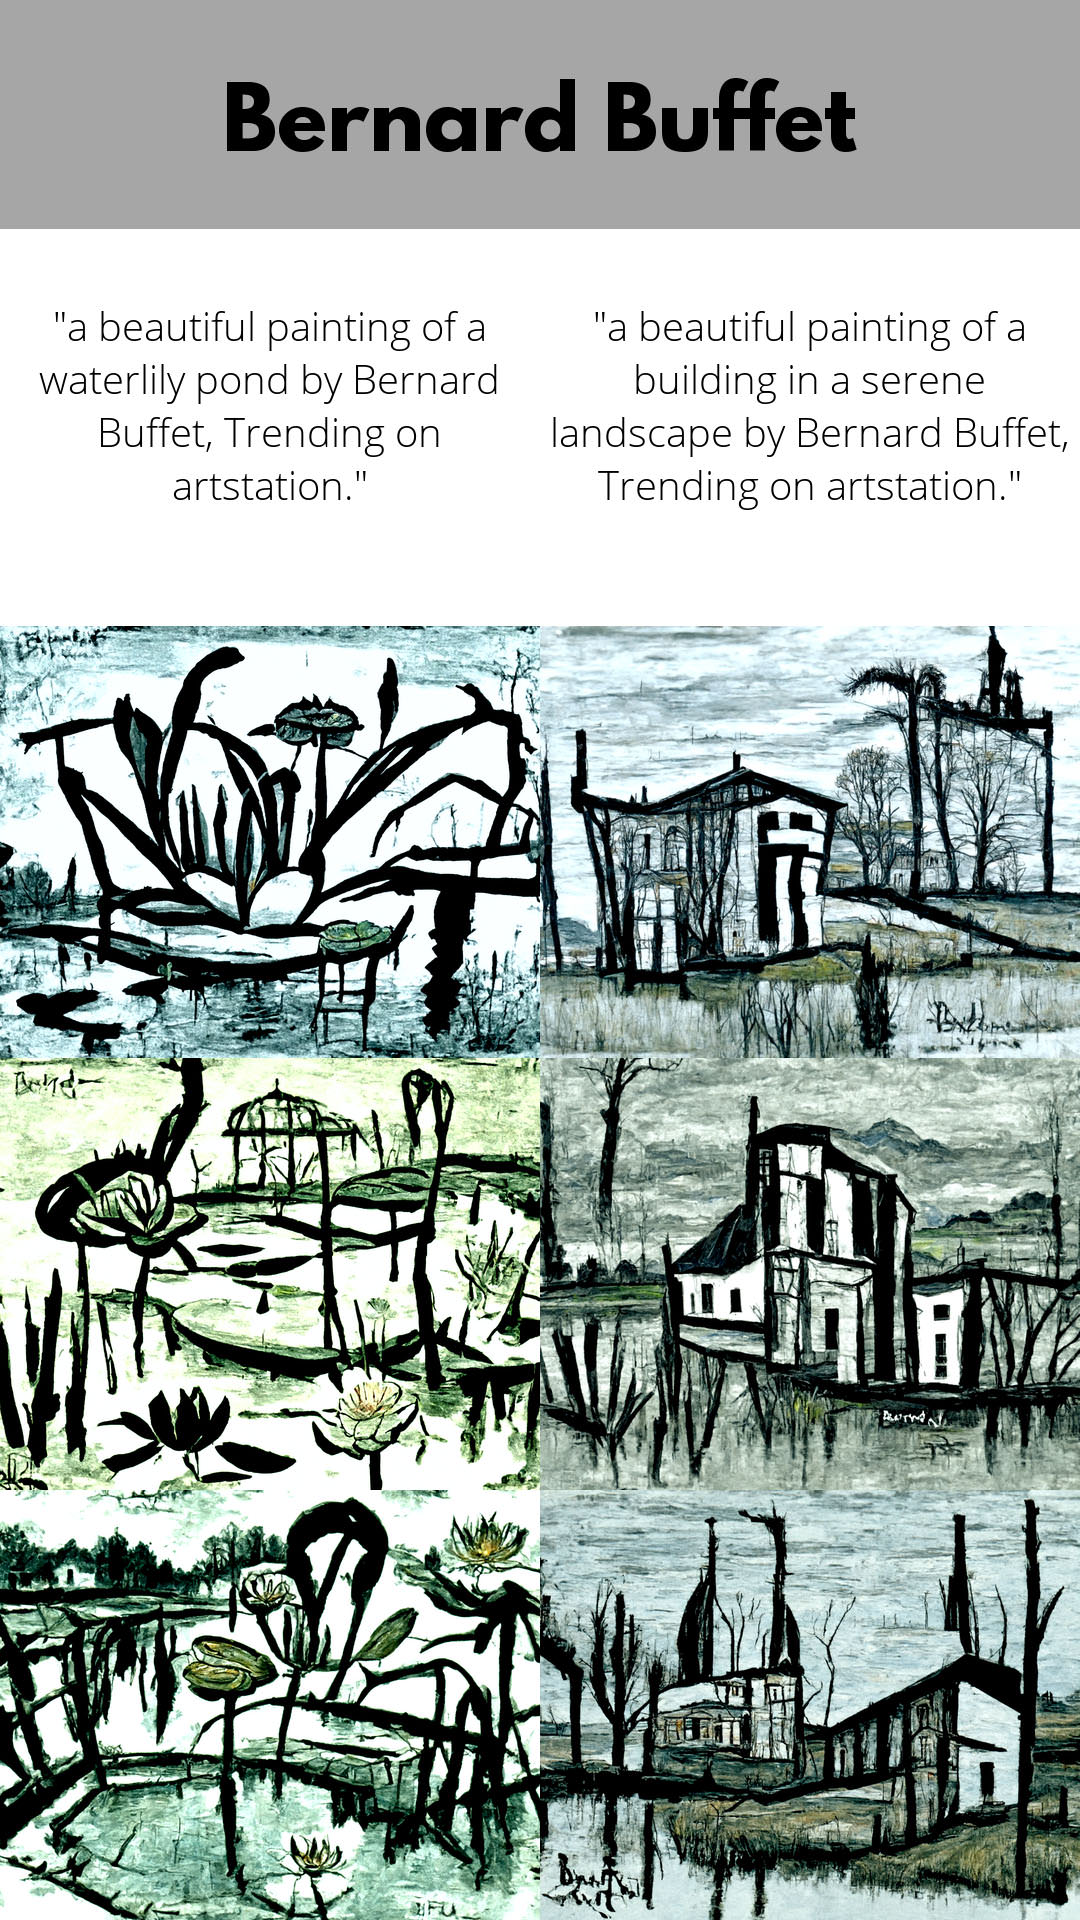 Bernard Buffet
"a beautiful painting of a
waterlily pond by Bernard
Buffet, Trending on
artstation."
"a beautiful painting of a
building in a serene
landscape by Bernard Buffet,
Trending on artstation."